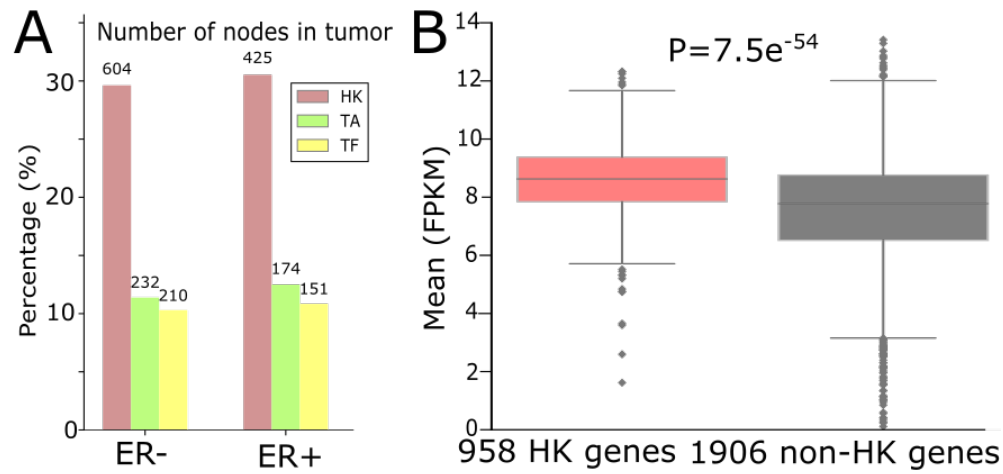 A
Number of nodes in tumor
Percentage (%)
30
20
10
0
604
232
210
425
174
151
HK
TA
TF
ER-
ER+
B
P=7.5e-54
Mean (FPKM)
14
12
10
8
6
4
2
0
958 HK genes
1906 non-HK genes